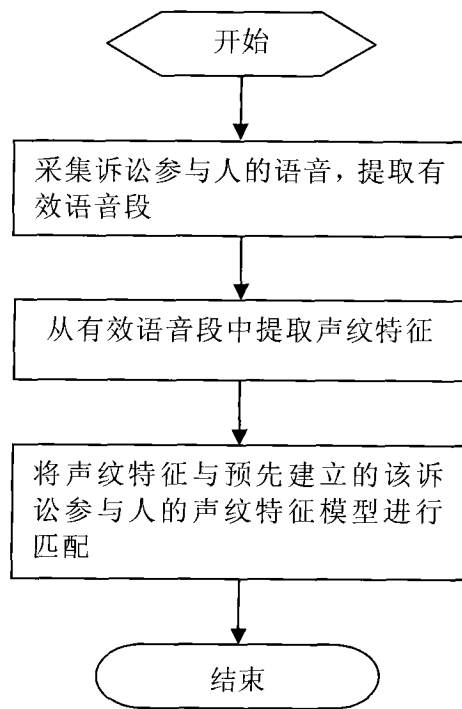 开始
采集诉讼参与人的语音，提取有
效语音段
从有效语音段中提取声纹特征
将声纹特征与预先建立的该诉
讼参与人的声纹特征模型进行
匹配
结束